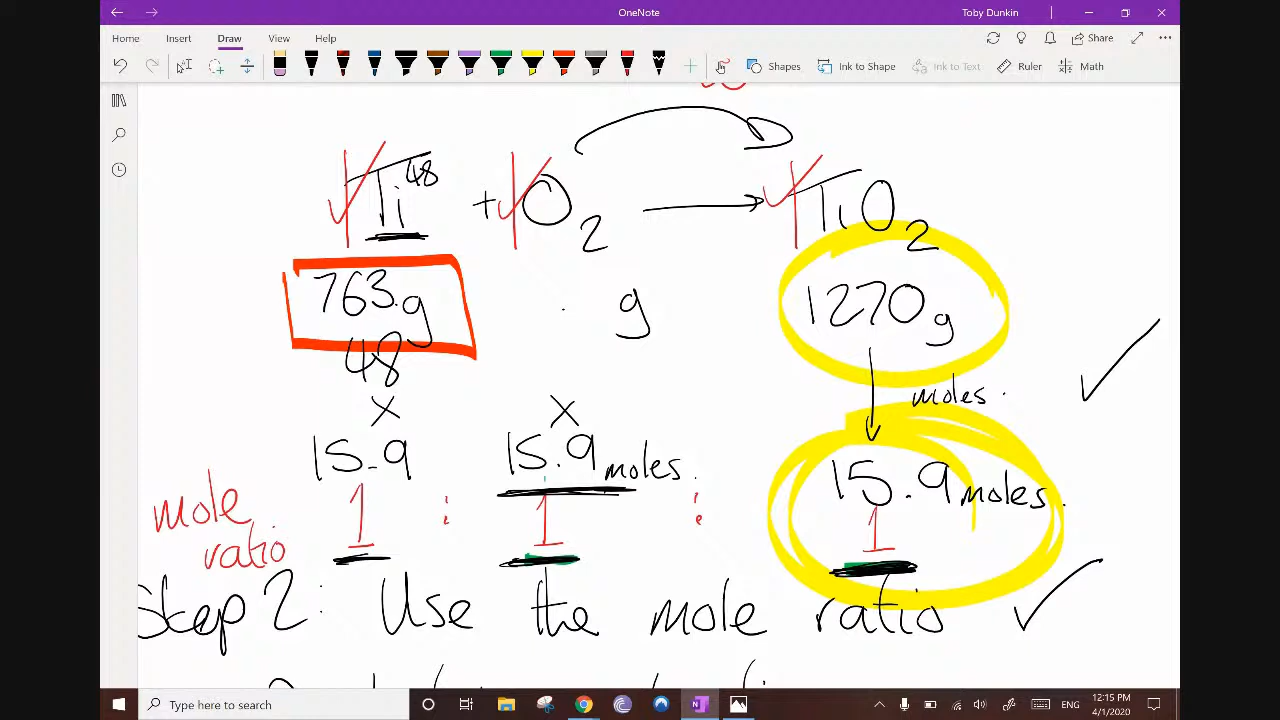 OneNote
Toby Dunkin
Home Insert Draw View Help
Share
Shapes Ink to Shape Ink to Text Ruler Math
Ti 48 + O2 → TiO2
763.g g 1270g
48
moles.
x x
15.9 15.9 moles. 15.9 moles.
mole ratio 1 : 1 : 1
Step 2: Use the mole ratio
Type here to search
ENG
12:15 PM
4/1/2020